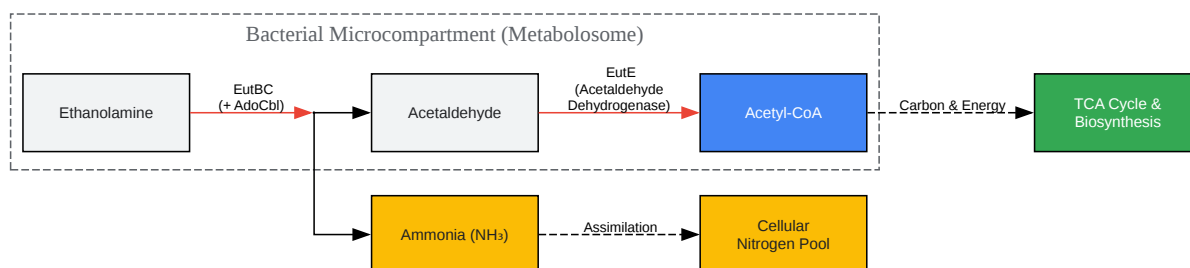 Bacterial Microcompartment (Metabolosome)
Ethanolamine
EutBC
(+ AdoCbl)
Acetaldehyde
EutE
(Acetaldehyde
Dehydrogenase)
Acetyl-CoA
Carbon & Energy
TCA Cycle &
Biosynthesis
Ammonia (NH₃)
Assimilation
Cellular
Nitrogen Pool